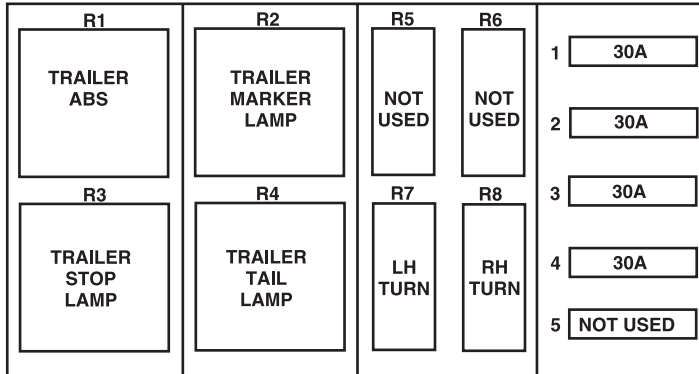 R1
TRAILER
ABS
R2
TRAILER
MARKER
LAMP
R5
NOT
USED
R6
NOT
USED
R3
TRAILER
STOP
LAMP
R4
TRAILER
TAIL
LAMP
R7
LH
TURN
R8
RH
TURN
1 30A
2 30A
3 30A
4 30A
5 NOT USED